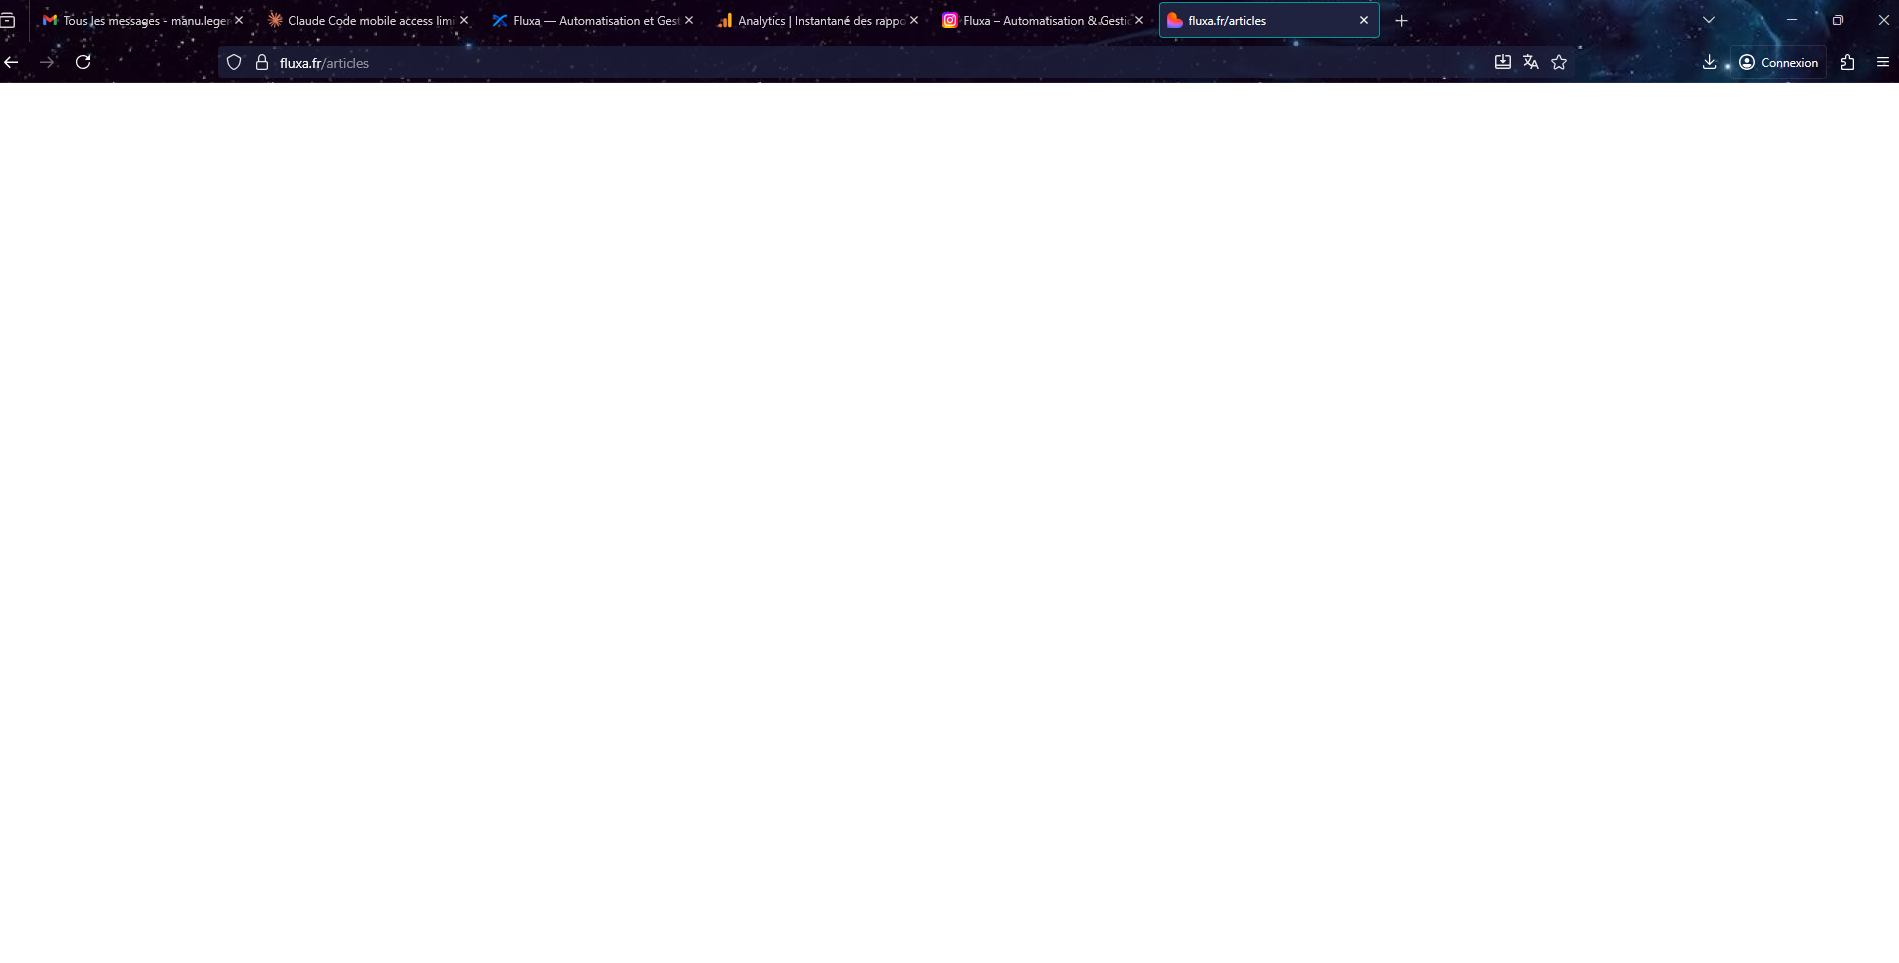 Tous les messages - manu.leger
Claude Code mobile access limi
Fluxa — Automatisation et Gest
Analytics | Instantané des rappo
Fluxa – Automatisation & Gestic
fluxa.fr/articles
fluxa.fr/articles
Connexion